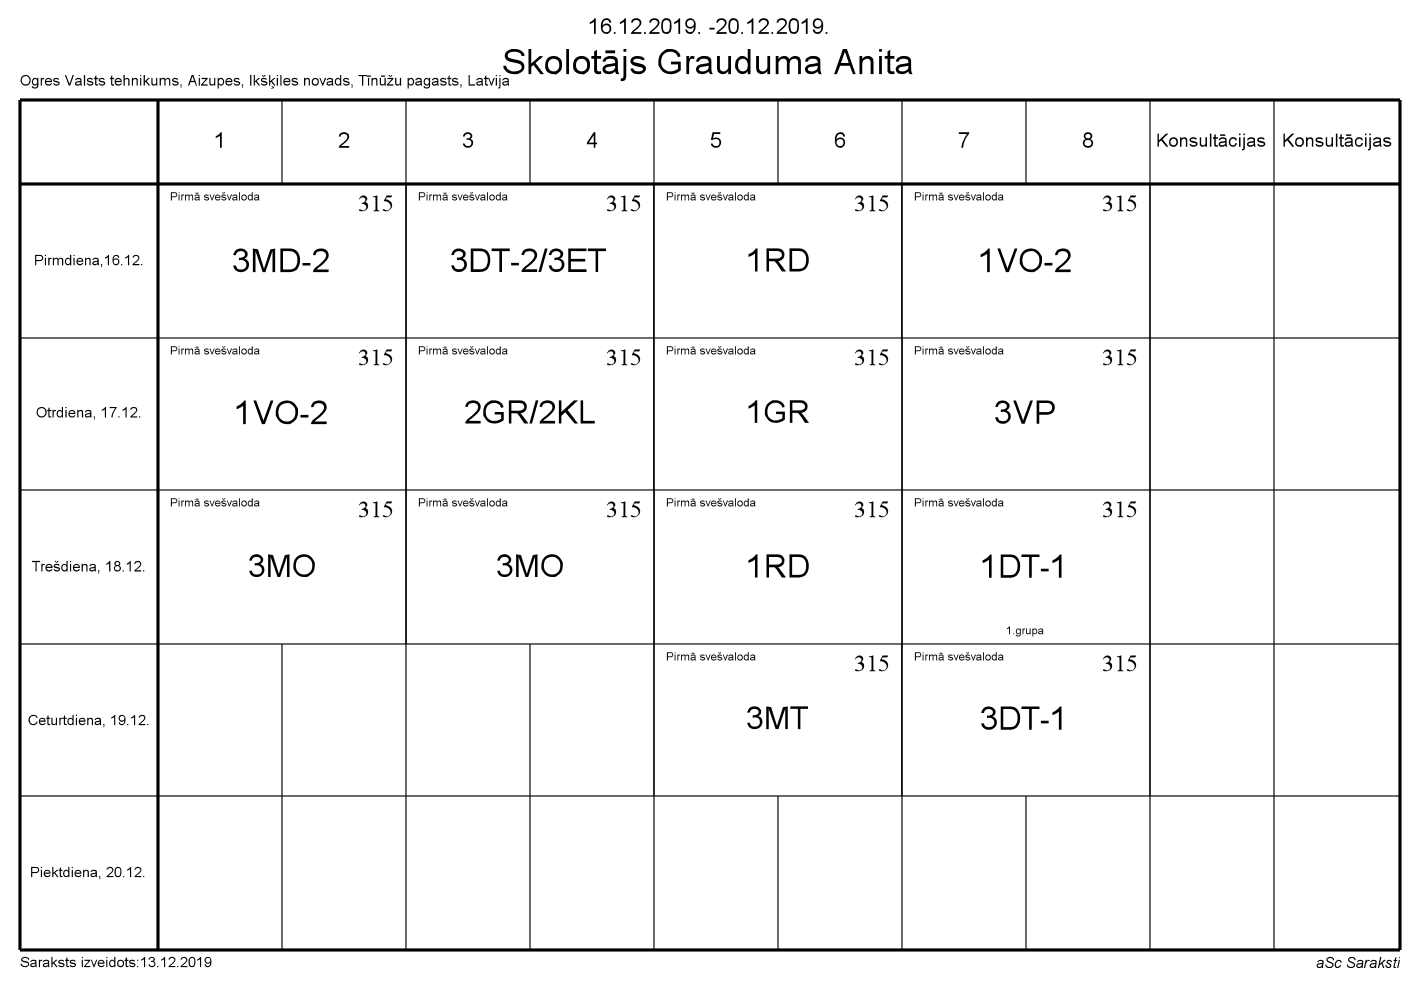 16.12.2019. -20.12.2019.
Skolotājs Grauduma Anita
Ogres Valsts tehnikums, Aizupes, Ikšķiles novads, Tīnūžu pagasts, Latvija
1 2 3 4 5 6 7 8 Konsultācijas Konsultācijas
Pirmā svešvaloda 315 Pirmā svešvaloda 315 Pirmā svešvaloda 315 Pirmā svešvaloda 315
Pirmdiena,16.12. 3MD-2 3DT-2/3ET 1RD 1VO-2
Pirmā svešvaloda 315 Pirmā svešvaloda 315 Pirmā svešvaloda 315 Pirmā svešvaloda 315
Otrdiena, 17.12. 1VO-2 2GR/2KL 1GR 3VP
Pirmā svešvaloda 315 Pirmā svešvaloda 315 Pirmā svešvaloda 315 Pirmā svešvaloda 315
Trešdiena, 18.12. 3MO 3MO 1RD 1DT-1
1.grupa
Pirmā svešvaloda 315 Pirmā svešvaloda 315
Ceturtdiena, 19.12. 3MT 3DT-1
Piektdiena, 20.12.
Saraksts izveidots:13.12.2019 aSc Saraksti